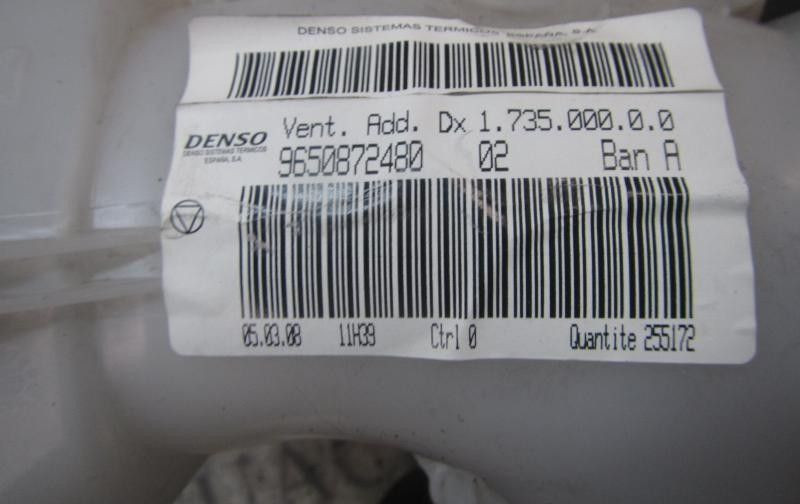 DENSO SISTEMAS TERMICOS ESPAÑA, S.A.
Vent. Add. Dx 1.735.000.0.0
DENSO
DENSO SISTEMAS TERMICOS
ESPAÑA, S.A.
9650872480 02 Ban A
05.03.08 11H39 Ctrl 0 Quantite 255172